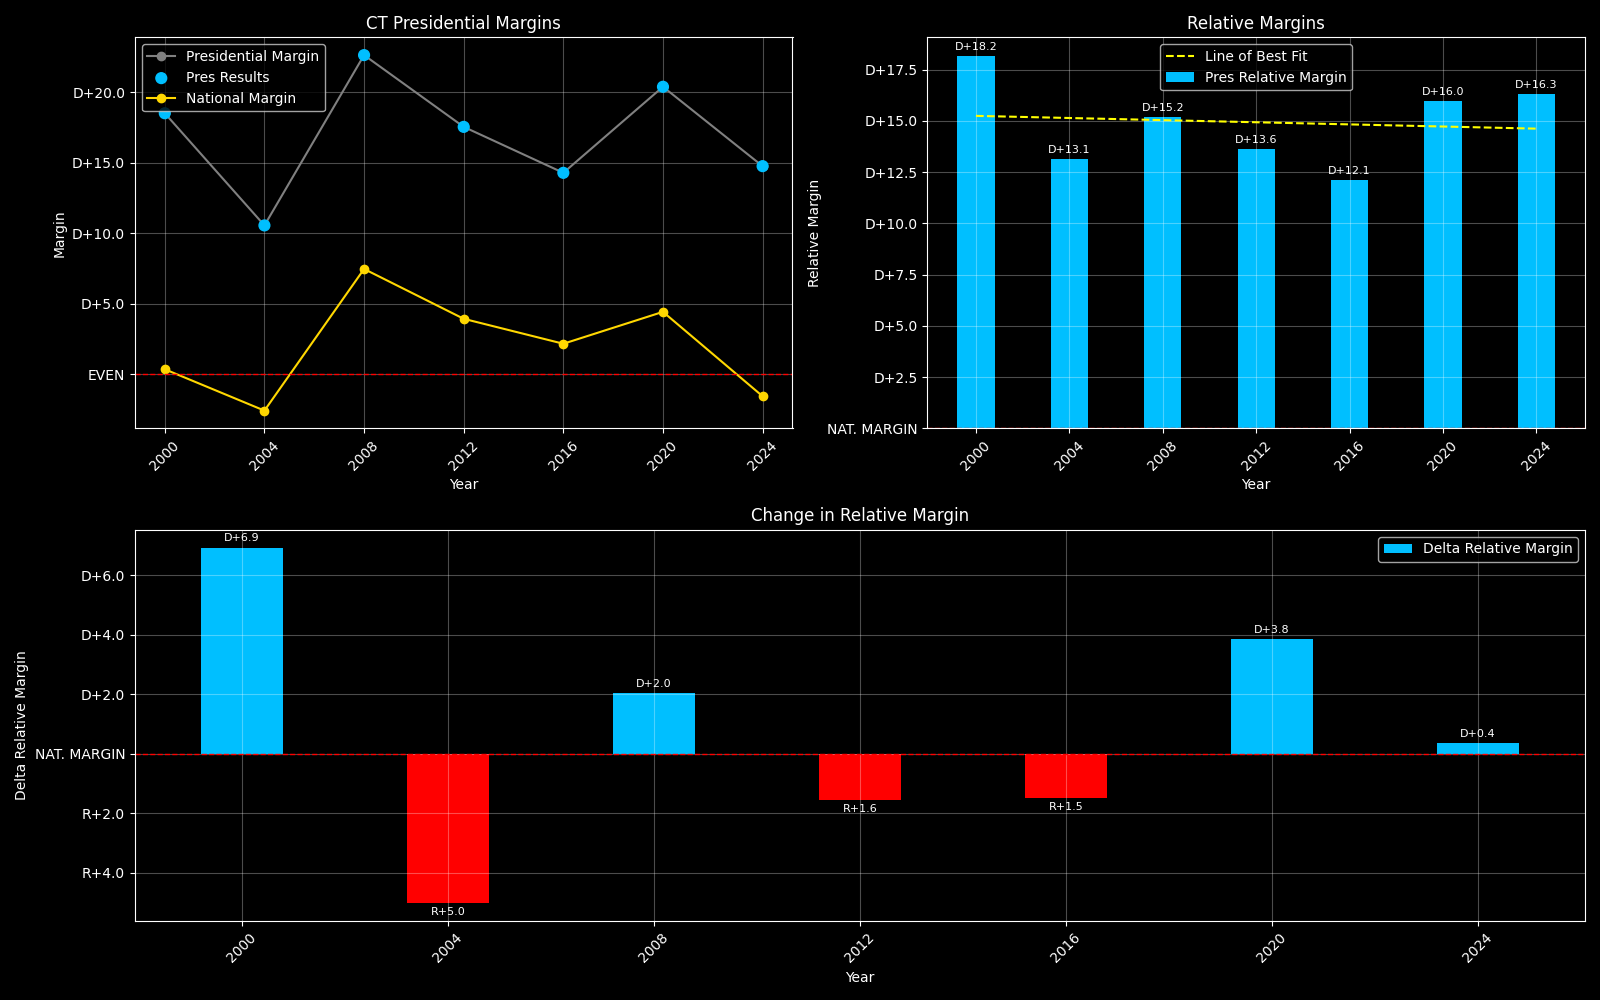 CT Presidential Margins
Presidential Margin
Pres Results
National Margin
D+20.0
D+15.0
D+10.0
D+5.0
EVEN
Margin
2000
2004
2008
2012
2016
2020
2024
Year
Relative Margins
Line of Best Fit
Pres Relative Margin
D+17.5
D+15.0
D+12.5
D+10.0
D+7.5
D+5.0
D+2.5
NAT. MARGIN
Relative Margin
D+18.2
D+13.1
D+15.2
D+13.6
D+12.1
D+16.0
D+16.3
2000
2004
2008
2012
2016
2020
2024
Year
Change in Relative Margin
Delta Relative Margin
D+6.0
D+4.0
D+2.0
NAT. MARGIN
R+2.0
R+4.0
Delta Relative Margin
D+6.9
R+5.0
D+2.0
R+1.6
R+1.5
D+3.8
D+0.4
2000
2004
2008
2012
2016
2020
2024
Year